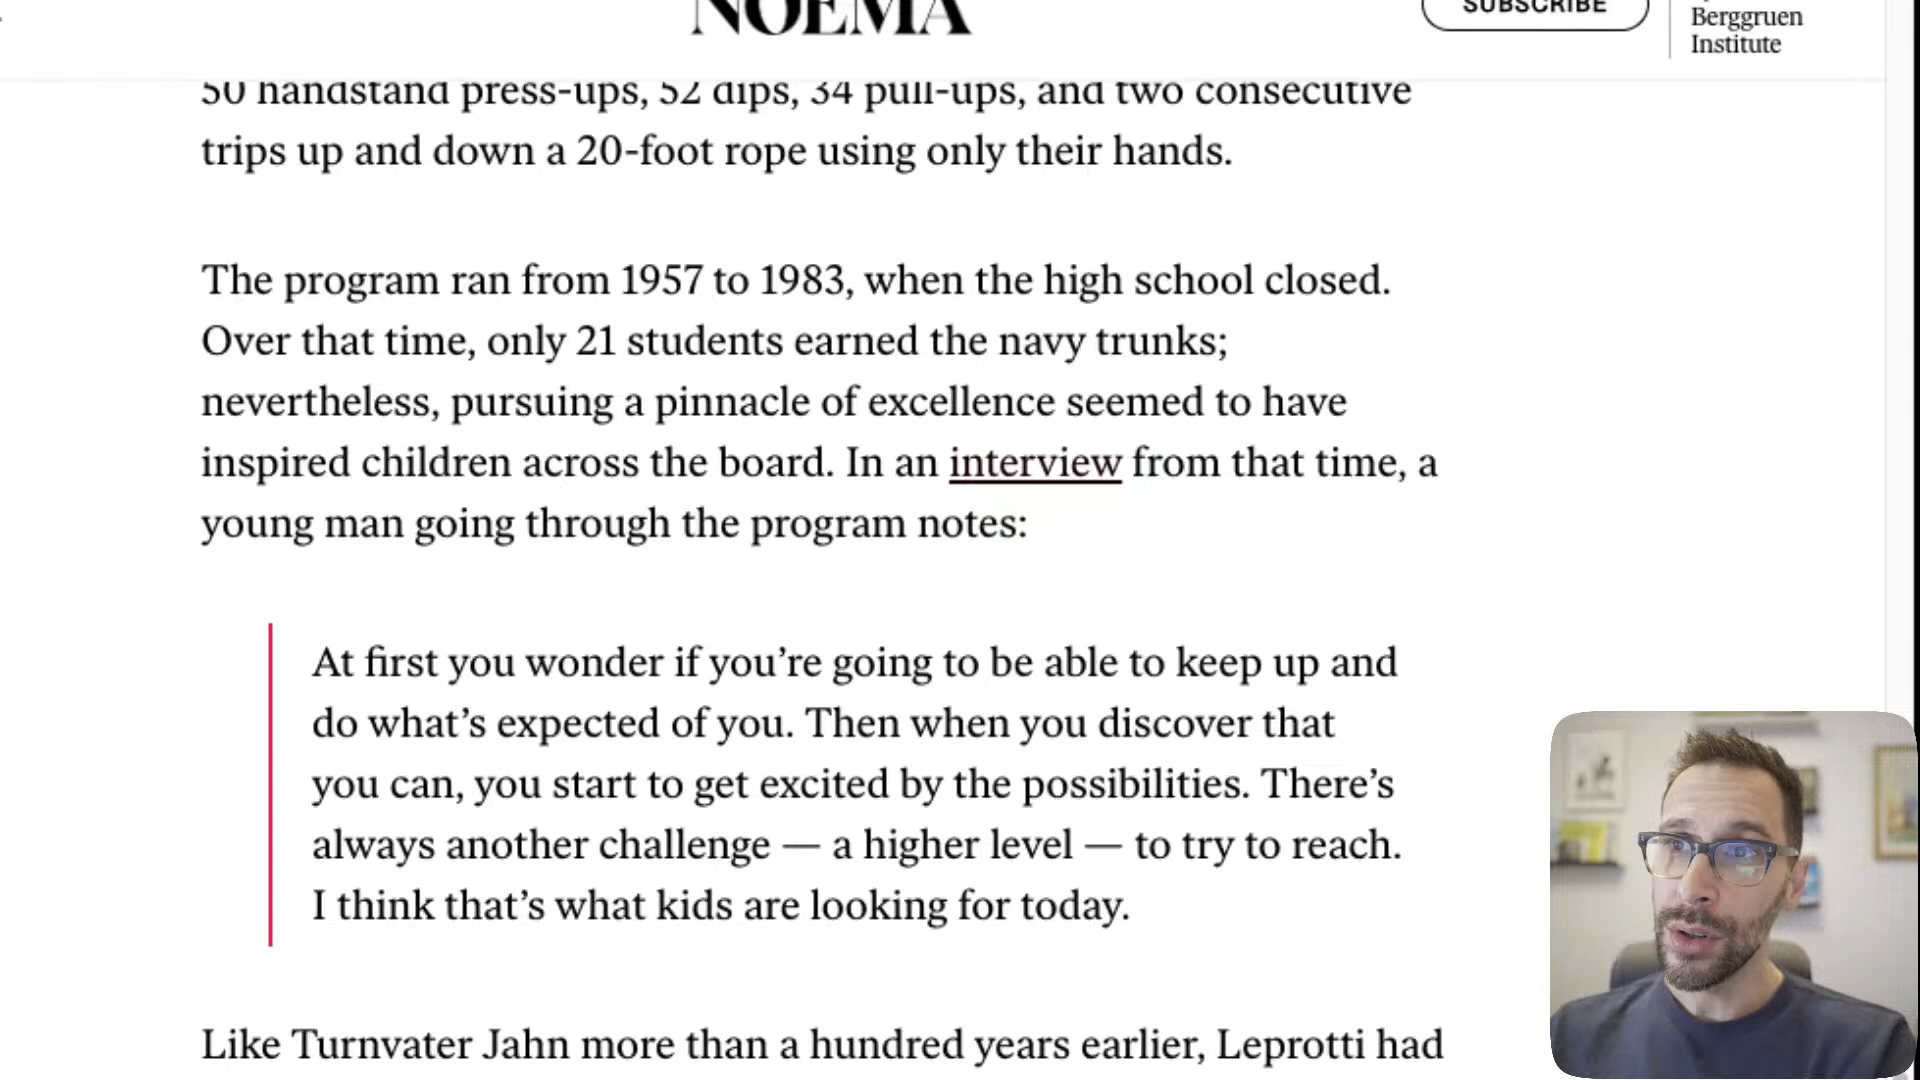 NOEMA
SUBSCRIBE
Berggruen
Institute
50 handstand press-ups, 52 dips, 34 pull-ups, and two consecutive
trips up and down a 20-foot rope using only their hands.
The program ran from 1957 to 1983, when the high school closed.
Over that time, only 21 students earned the navy trunks;
nevertheless, pursuing a pinnacle of excellence seemed to have
inspired children across the board. In an interview from that time, a
young man going through the program notes:
At first you wonder if you’re going to be able to keep up and
do what’s expected of you. Then when you discover that
you can, you start to get excited by the possibilities. There’s
always another challenge — a higher level — to try to reach.
I think that’s what kids are looking for today.
Like Turnvater Jahn more than a hundred years earlier, Leprotti had